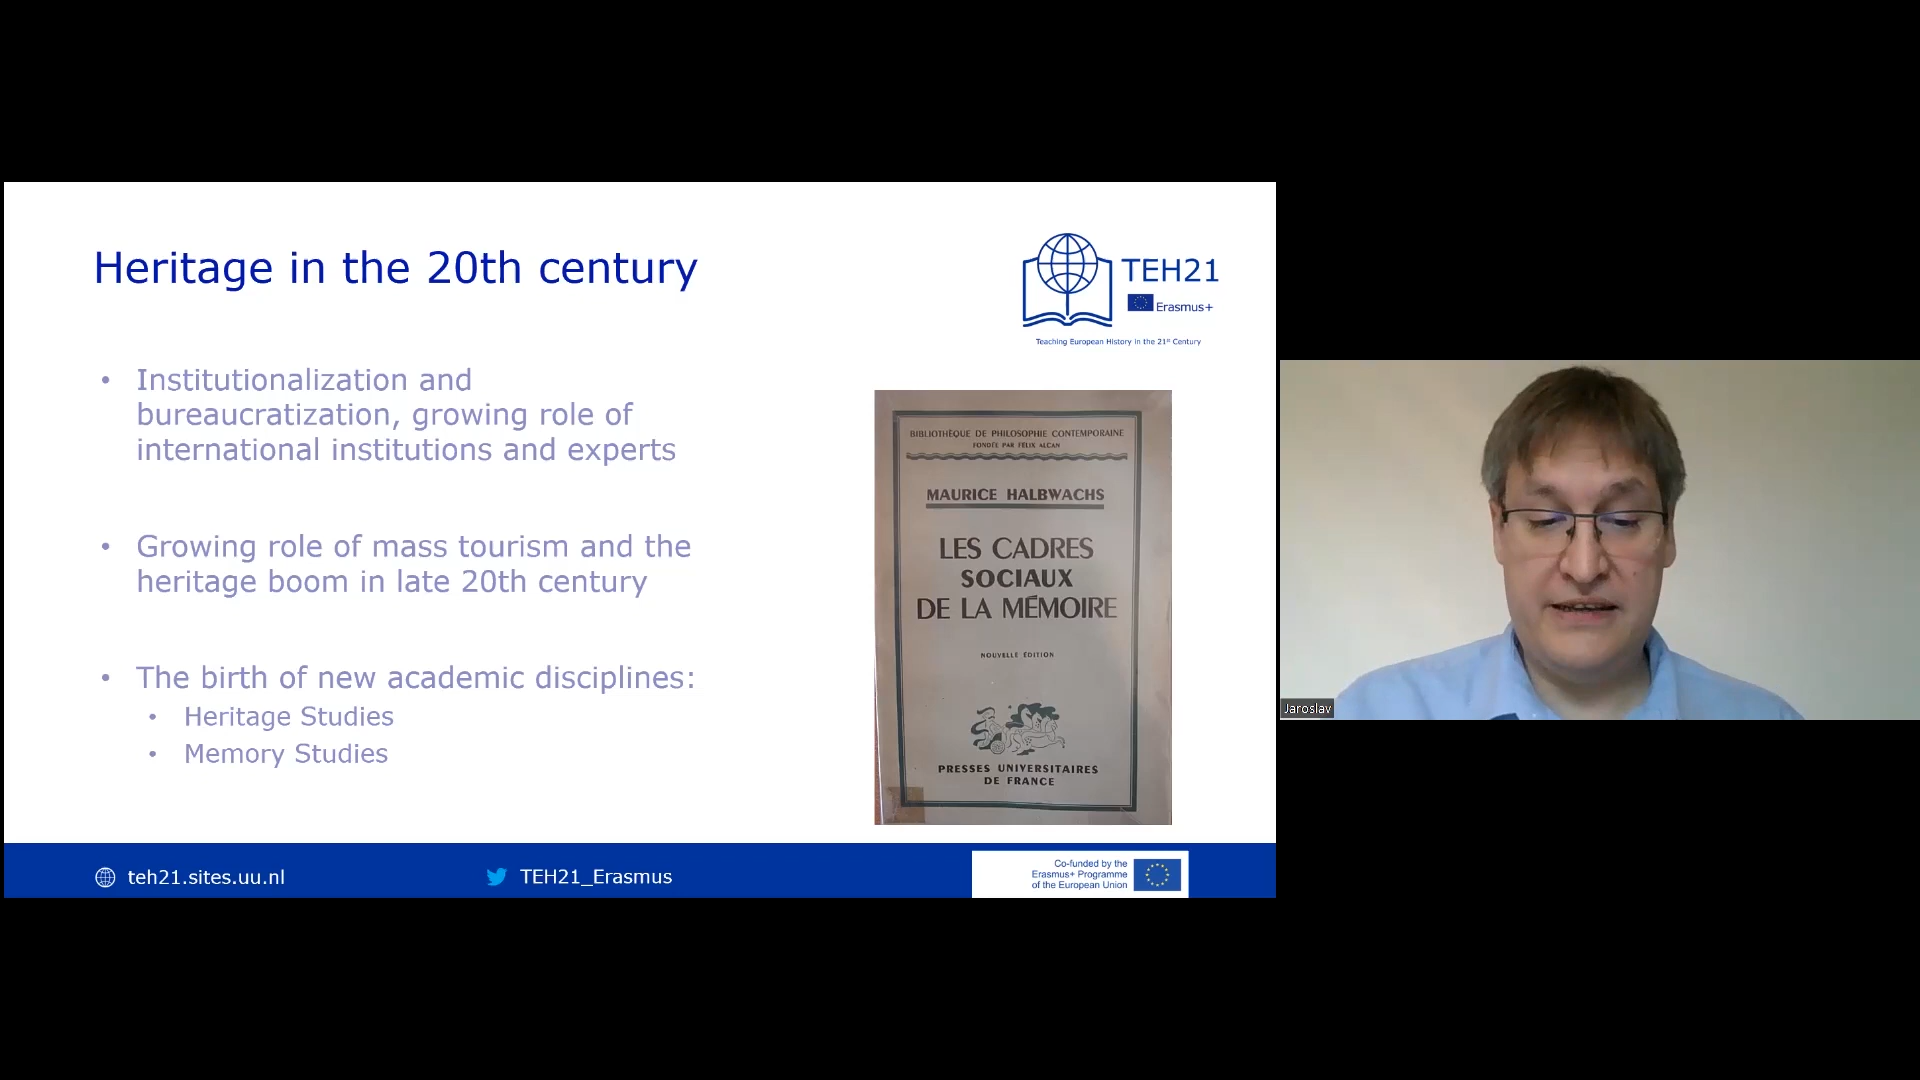 Heritage in the 20th century
TEH21
Erasmus+
Teaching European History in the 21st Century
• Institutionalization and
bureaucratization, growing role of
international institutions and experts
• Growing role of mass tourism and the
heritage boom in late 20th century
• The birth of new academic disciplines:
• Heritage Studies
• Memory Studies
BIBLIOTHÈQUE DE PHILOSOPHIE CONTEMPORAINE
FONDÉE PAR FÉLIX ALCAN
MAURICE HALBWACHS
LES CADRES
SOCIAUX
DE LA MÉMOIRE
NOUVELLE ÉDITION
PRESSES UNIVERSITAIRES
DE FRANCE
teh21.sites.uu.nl
TEH21_Erasmus
Co-funded by the
Erasmus+ Programme
of the European Union
Jaroslav